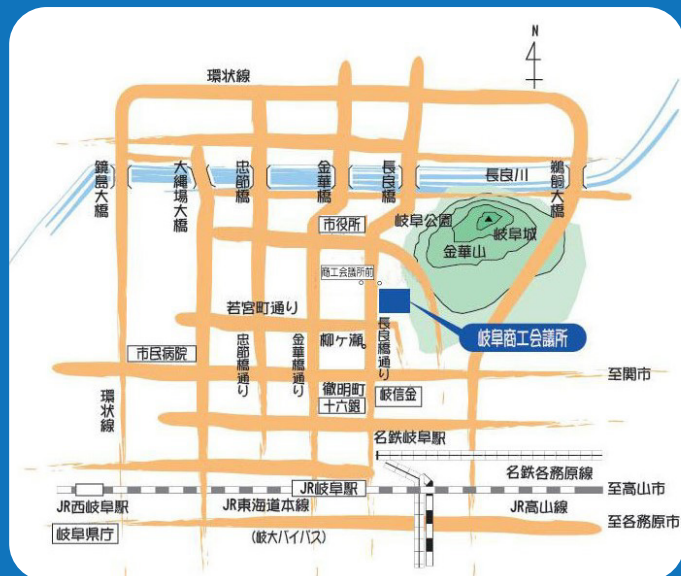 N
環状線
鏡島大橋
大縄場大橋
忠節橋
金華橋
長良橋
長良川
鵜飼大橋
市役所
岐阜公園
岐阜城
金華山
商工会議所前
若宮町通り
長良橋通り
岐阜商工会議所
柳ヶ瀬
市民病院
忠節橋通り
金華橋通り
至関市
環状線
徹明町
十六銀
岐信金
名鉄岐阜駅
名鉄各務原線
JR岐阜駅
至高山市
JR西岐阜駅
JR東海道本線
JR高山線
至各務原市
岐阜県庁
(岐大バイパス)